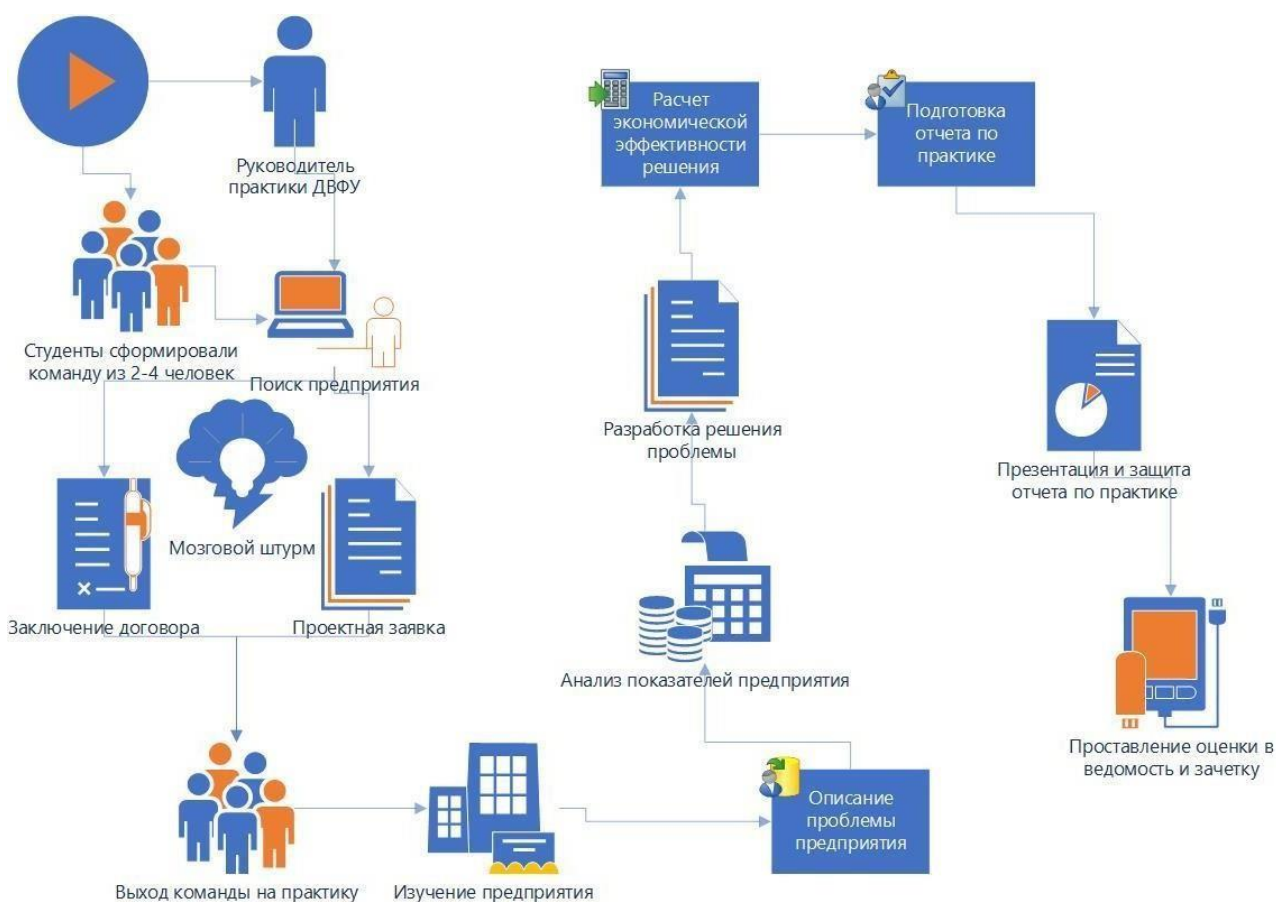 Руководитель
практики ДВФУ
Студенты сформировали
команду из 2-4 человек
Поиск предприятия
Мозговой штурм
Заключение договора
Проектная заявка
Выход команды на практику
Изучение предприятия
Описание
проблемы
предприятия
Анализ показателей предприятия
Разработка решения
проблемы
Расчет
экономической
эффективности
решения
Подготовка
отчета по
практике
Презентация и защита
отчета по практике
Проставление оценки в
ведомость и зачетку